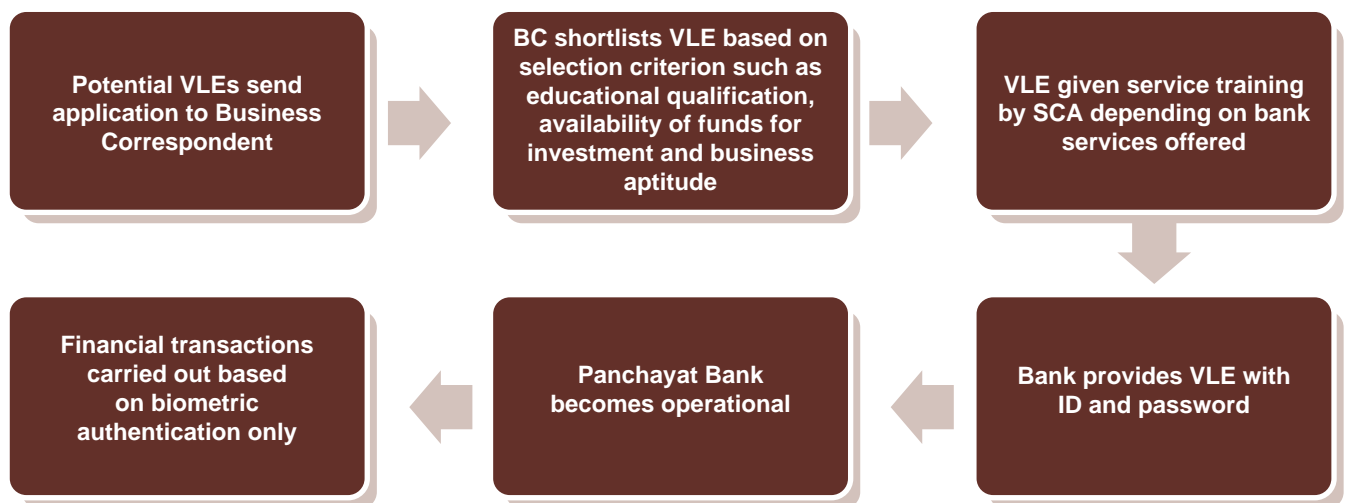 Potential VLEs send
application to Business
Correspondent
BC shortlists VLE based on
selection criterion such as
educational qualification,
availability of funds for
investment and business
aptitude
VLE given service training
by SCA depending on bank
services offered
Bank provides VLE with
ID and password
Panchayat Bank
becomes operational
Financial transactions
carried out based
on biometric
authentication only